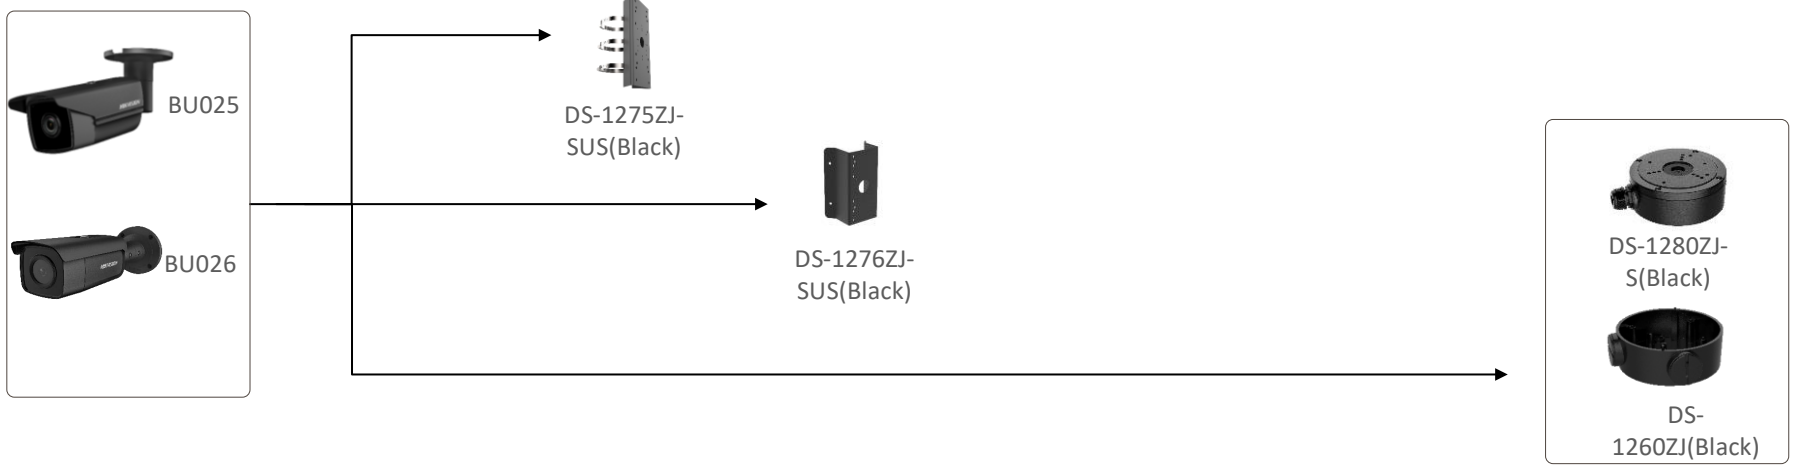 BU025
BU026
DS-1275ZJ-
SUS(Black)
DS-1276ZJ-
SUS(Black)
DS-1280ZJ-
S(Black)
DS-
1260ZJ(Black)